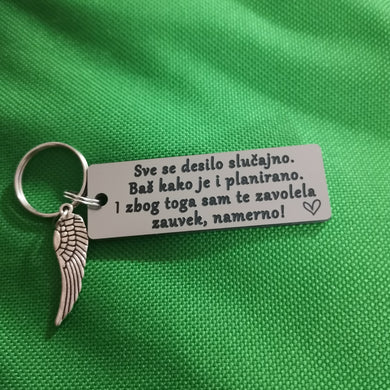 Sve se desilo slučajno.
Baš kako je i planirano.
I zbog toga sam te zavolela
zauvek, namerno!